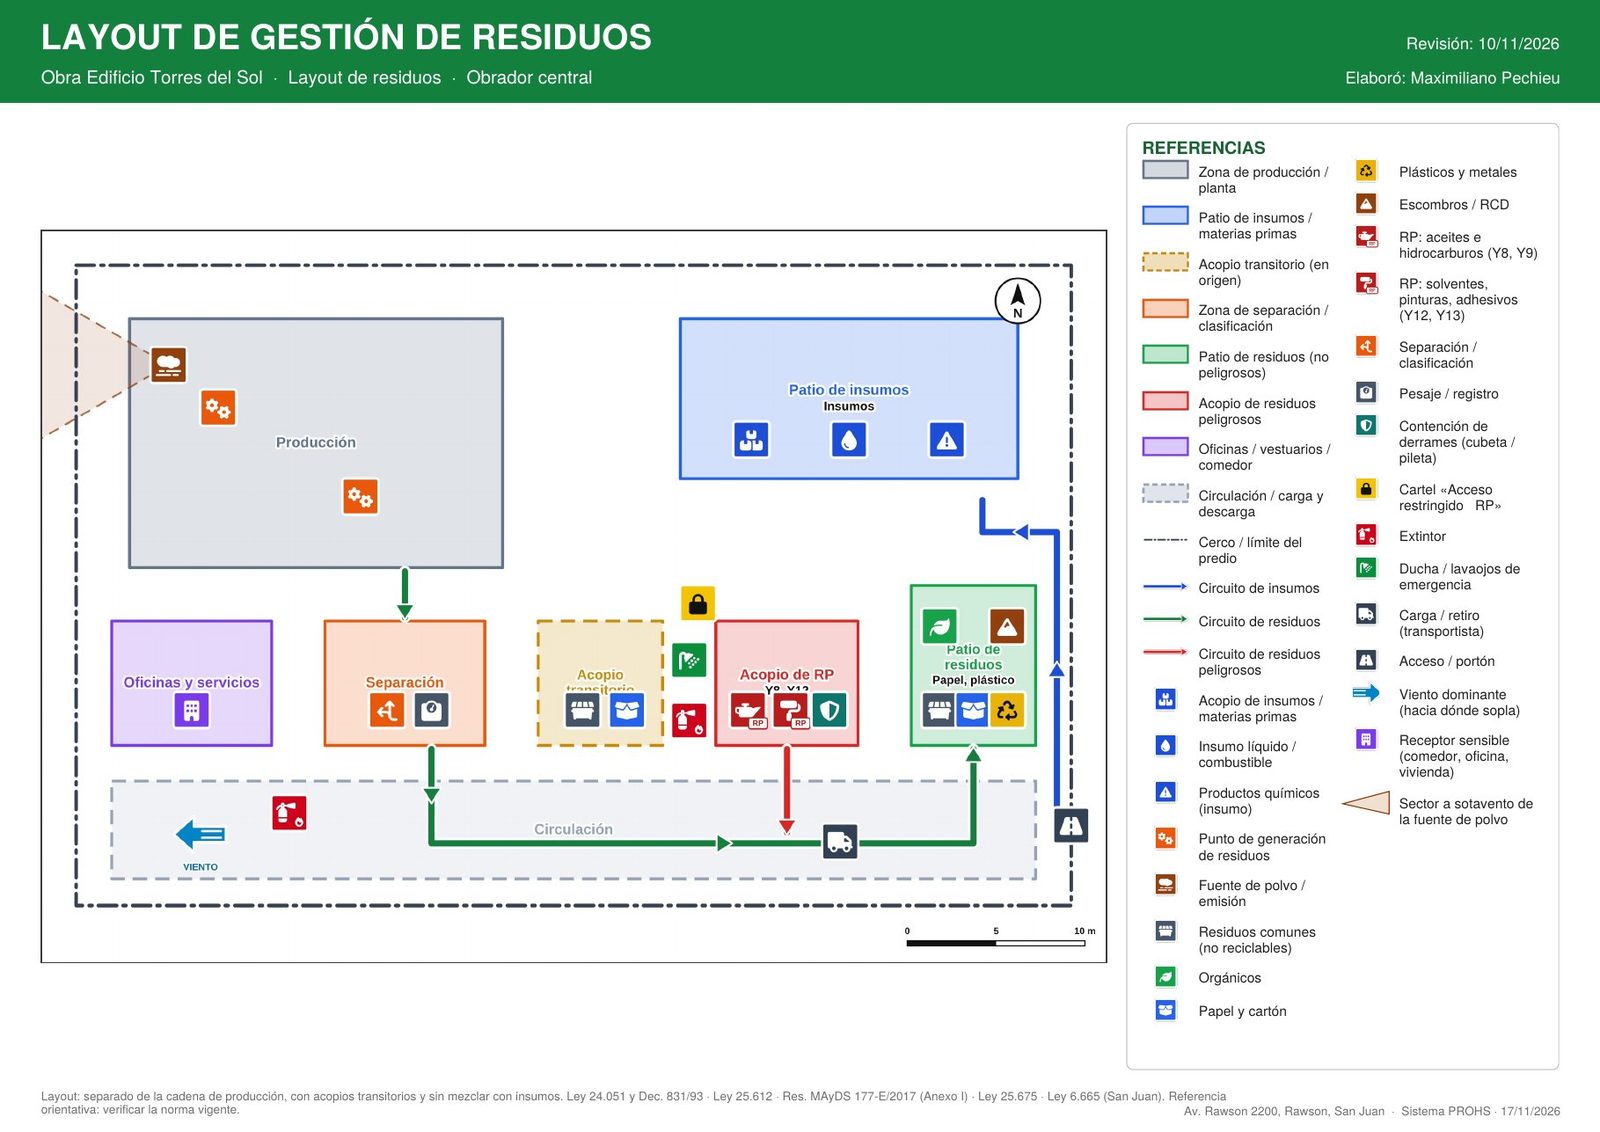 LAYOUT DE GESTIÓN DE RESIDUOS
Obra Edificio Torres del Sol · Layout de residuos · Obrador central
Revisión: 10/11/2026
Elaboró: Maximiliano Pechieu
N
Producción
Patio de insumos
Insumos
Oficinas y servicios
Separación
Acopio
transitorio
Acopio de RP
Y8, Y12
RP
RP
Patio de
residuos
Papel, plástico
Circulación
VIENTO
0 5 10 m
REFERENCIAS
Zona de producción /
planta
Patio de insumos /
materias primas
Acopio transitorio (en
origen)
Zona de separación /
clasificación
Patio de residuos (no
peligrosos)
Acopio de residuos
peligrosos
Oficinas / vestuarios /
comedor
Circulación / carga y
descarga
Cerco / límite del
predio
Circuito de insumos
Circuito de residuos
Circuito de residuos
peligrosos
Acopio de insumos /
materias primas
Insumo líquido /
combustible
Productos químicos
(insumo)
Punto de generación
de residuos
Fuente de polvo /
emisión
Residuos comunes
(no reciclables)
Orgánicos
Papel y cartón
Plásticos y metales
Escombros / RCD
RP: aceites e
hidrocarburos (Y8, Y9)
RP: solventes,
pinturas, adhesivos
(Y12, Y13)
Separación /
clasificación
Pesaje / registro
Contención de
derrames (cubeta /
pileta)
Cartel «Acceso
restringido RP»
Extintor
Ducha / lavaojos de
emergencia
Carga / retiro
(transportista)
Acceso / portón
Viento dominante
(hacia dónde sopla)
Receptor sensible
(comedor, oficina,
vivienda)
Sector a sotavento de
la fuente de polvo
Layout: separado de la cadena de producción, con acopios transitorios y sin mezclar con insumos. Ley 24.051 y Dec. 831/93 · Ley 25.612 · Res. MAyDS 177-E/2017 (Anexo I) · Ley 25.675 · Ley 6.665 (San Juan). Referencia
orientativa: verificar la norma vigente.
Av. Rawson 2200, Rawson, San Juan · Sistema PROHS · 17/11/2026